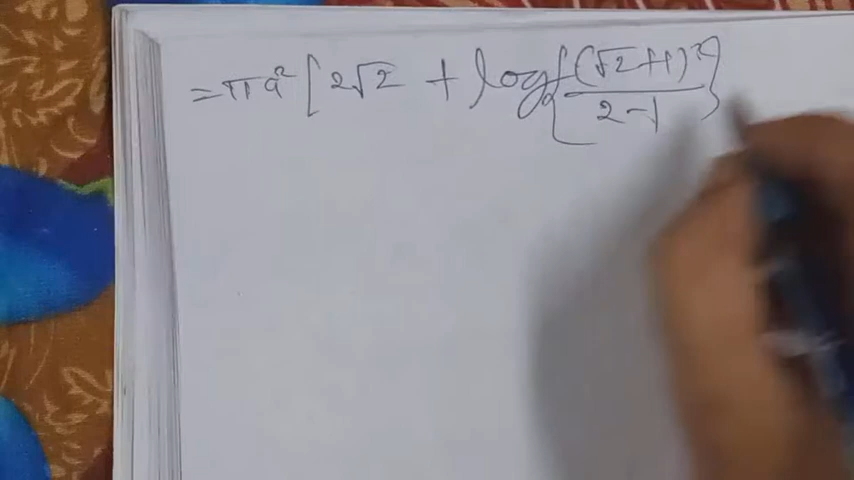 = πa² [ 2√2 + log { (√2+1)² / 2-1 }